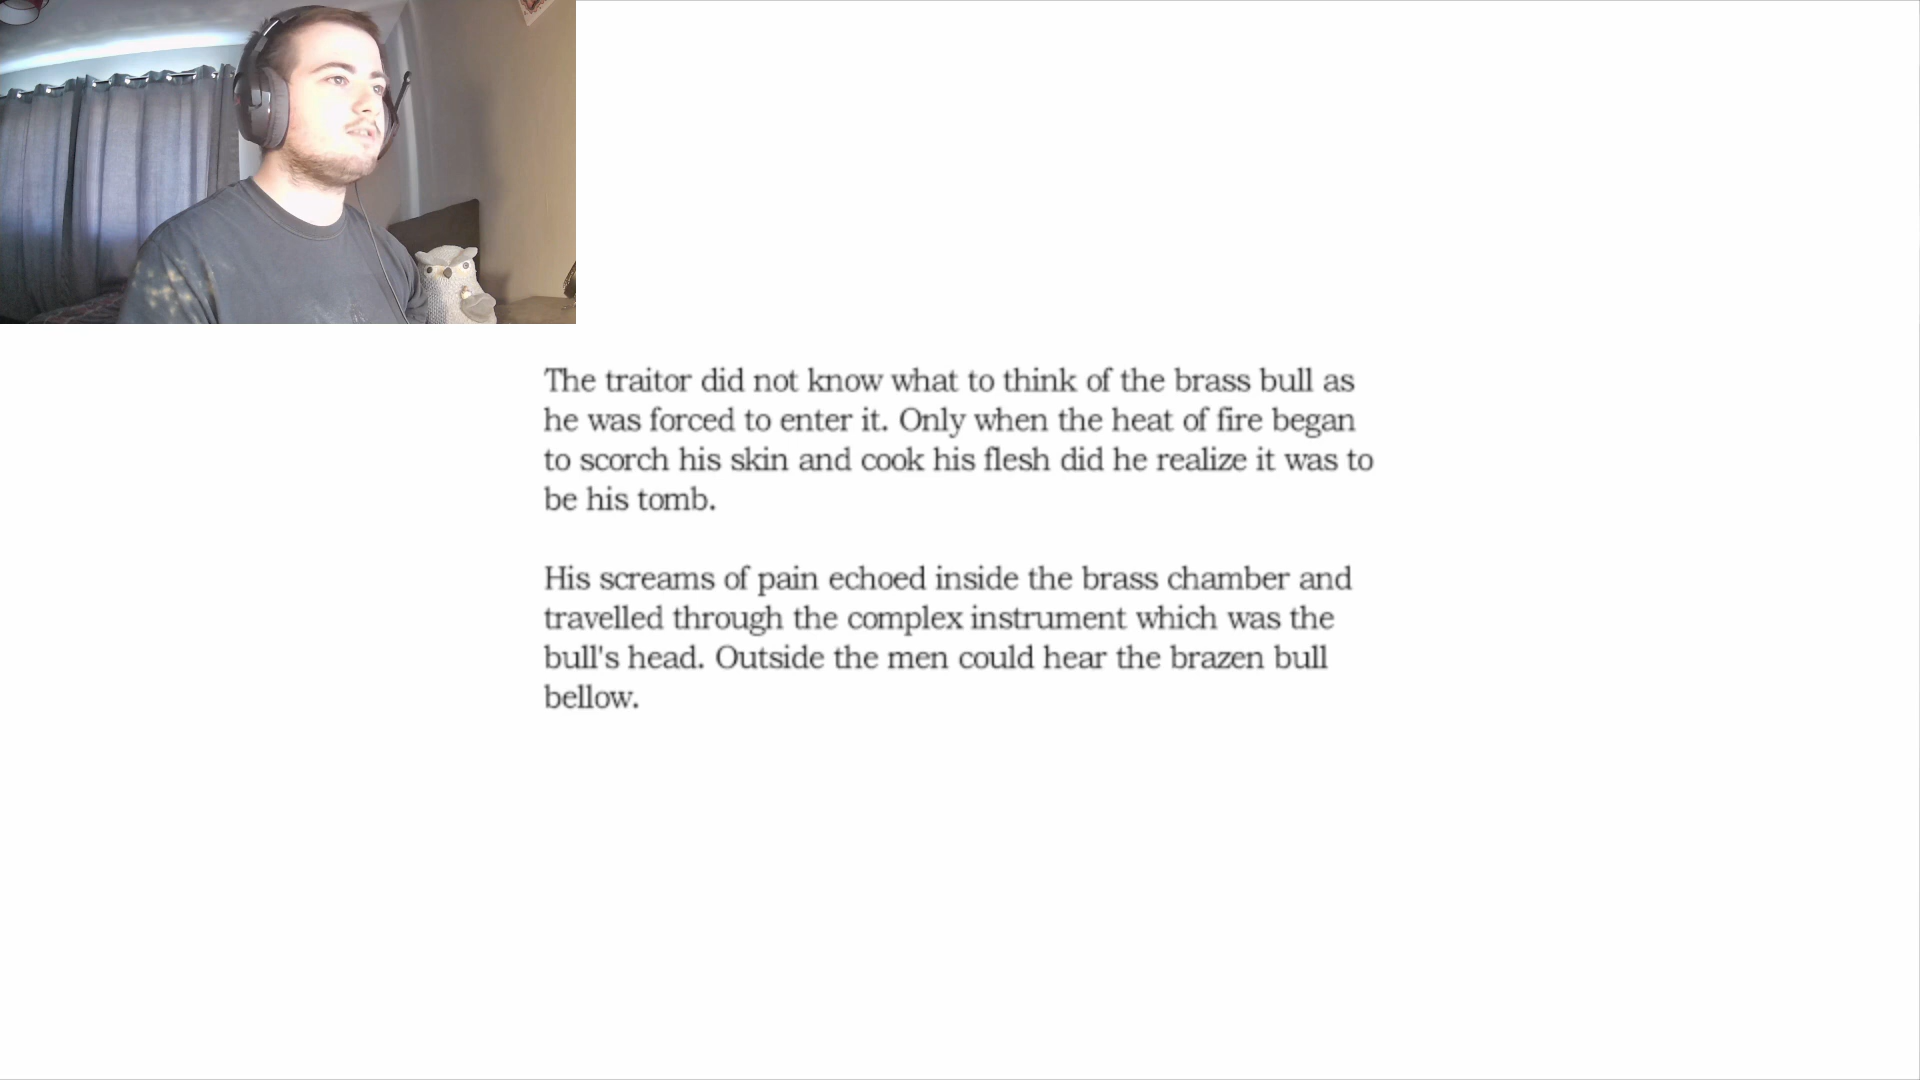 The traitor did not know what to think of the brass bull as
he was forced to enter it. Only when the heat of fire began
to scorch his skin and cook his flesh did he realize it was to
be his tomb.
His screams of pain echoed inside the brass chamber and
travelled through the complex instrument which was the
bull's head. Outside the men could hear the brazen bull
bellow.